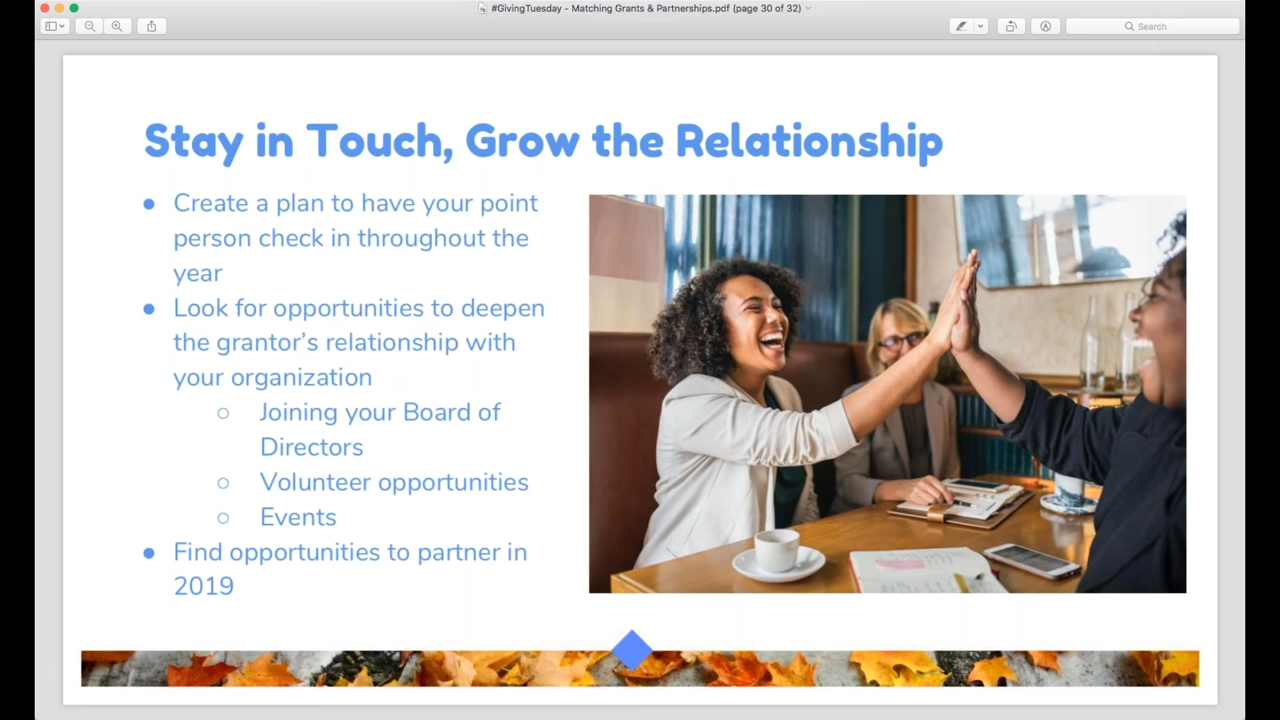 #GivingTuesday - Matching Grants & Partnerships.pdf (page 30 of 32)
Search
Stay in Touch, Grow the Relationship
● Create a plan to have your point
person check in throughout the
year
● Look for opportunities to deepen
the grantor’s relationship with
your organization
○ Joining your Board of
Directors
○ Volunteer opportunities
○ Events
● Find opportunities to partner in
2019